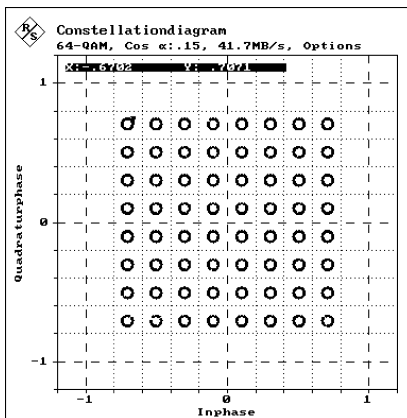 R/S
Constellationdiagram
64-QAM, Cos α:.15, 41.7MB/s, Options
X:-.6702 Y: .7071
1
0
-1
Quadraturphase
-1 0 1
Inphase